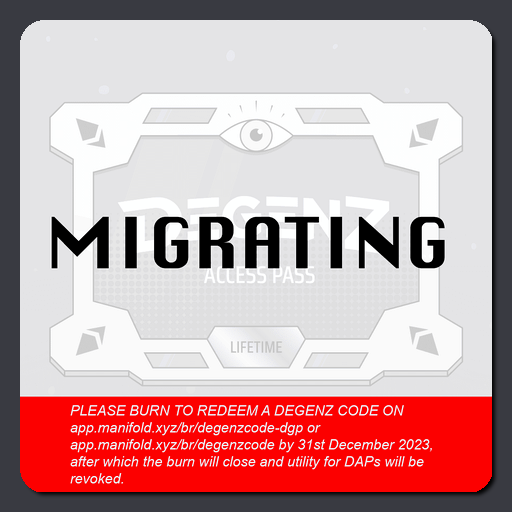 DEGENZ
MIGRATING
ACCESS PASS
LIFETIME
PLEASE BURN TO REDEEM A DEGENZ CODE ON
app.manifold.xyz/br/degenzcode-dgp or
app.manifold.xyz/br/degenzcode by 31st December 2023,
after which the burn will close and utility for DAPs will be
revoked.